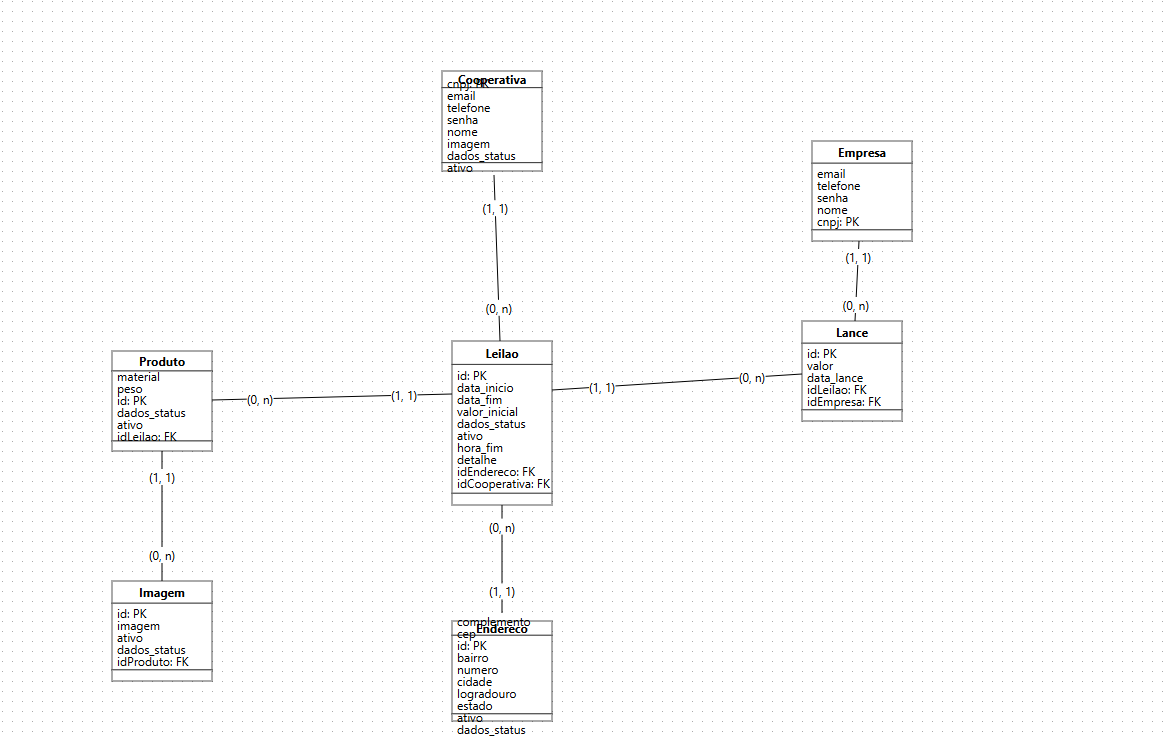 Cooperativa
cnpj: PK
email
telefone
senha
nome
imagem
dados_status
ativo
(1, 1)
(0, n)
Empresa
email
telefone
senha
nome
cnpj: PK
(1, 1)
(0, n)
Lance
id: PK
valor
data_lance
idLeilao: FK
idEmpresa: FK
Leilao
id: PK
data_inicio
data_fim
valor_inicial
dados_status
ativo
hora_fim
detalhe
idEndereco: FK
idCooperativa: FK
(1, 1)
(0, n)
Produto
material
peso
id: PK
dados_status
ativo
idLeilao: FK
(0, n)
(1, 1)
(1, 1)
(0, n)
Imagem
id: PK
imagem
ativo
dados_status
idProduto: FK
(0, n)
(1, 1)
complemento
Endereco
cep
id: PK
bairro
numero
cidade
logradouro
estado
ativo
dados_status